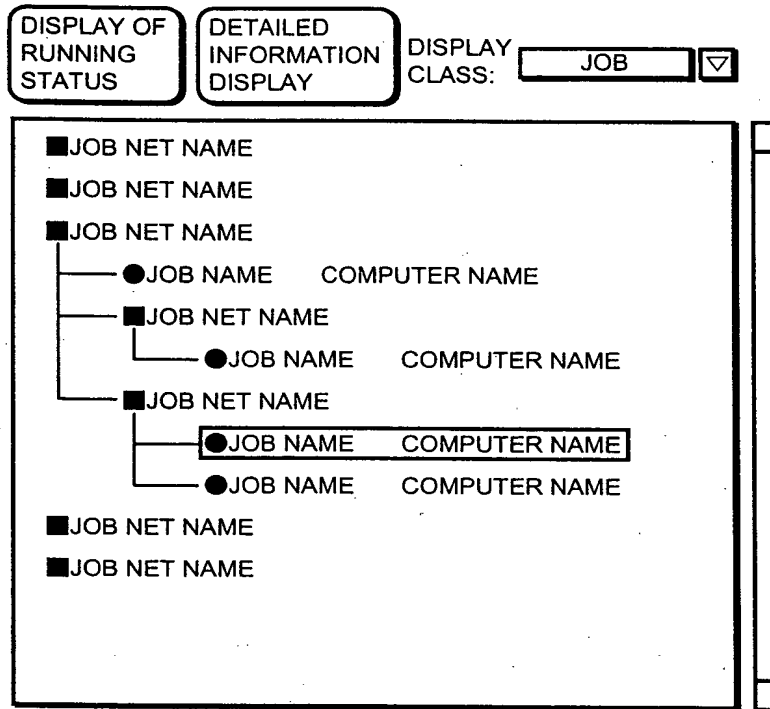 DISPLAY OF
RUNNING
STATUS
DETAILED
INFORMATION
DISPLAY
DISPLAY
CLASS:
JOB
JOB NET NAME
JOB NET NAME
JOB NET NAME
JOB NAME COMPUTER NAME
JOB NET NAME
JOB NAME COMPUTER NAME
JOB NET NAME
JOB NAME COMPUTER NAME
JOB NAME COMPUTER NAME
JOB NET NAME
JOB NET NAME